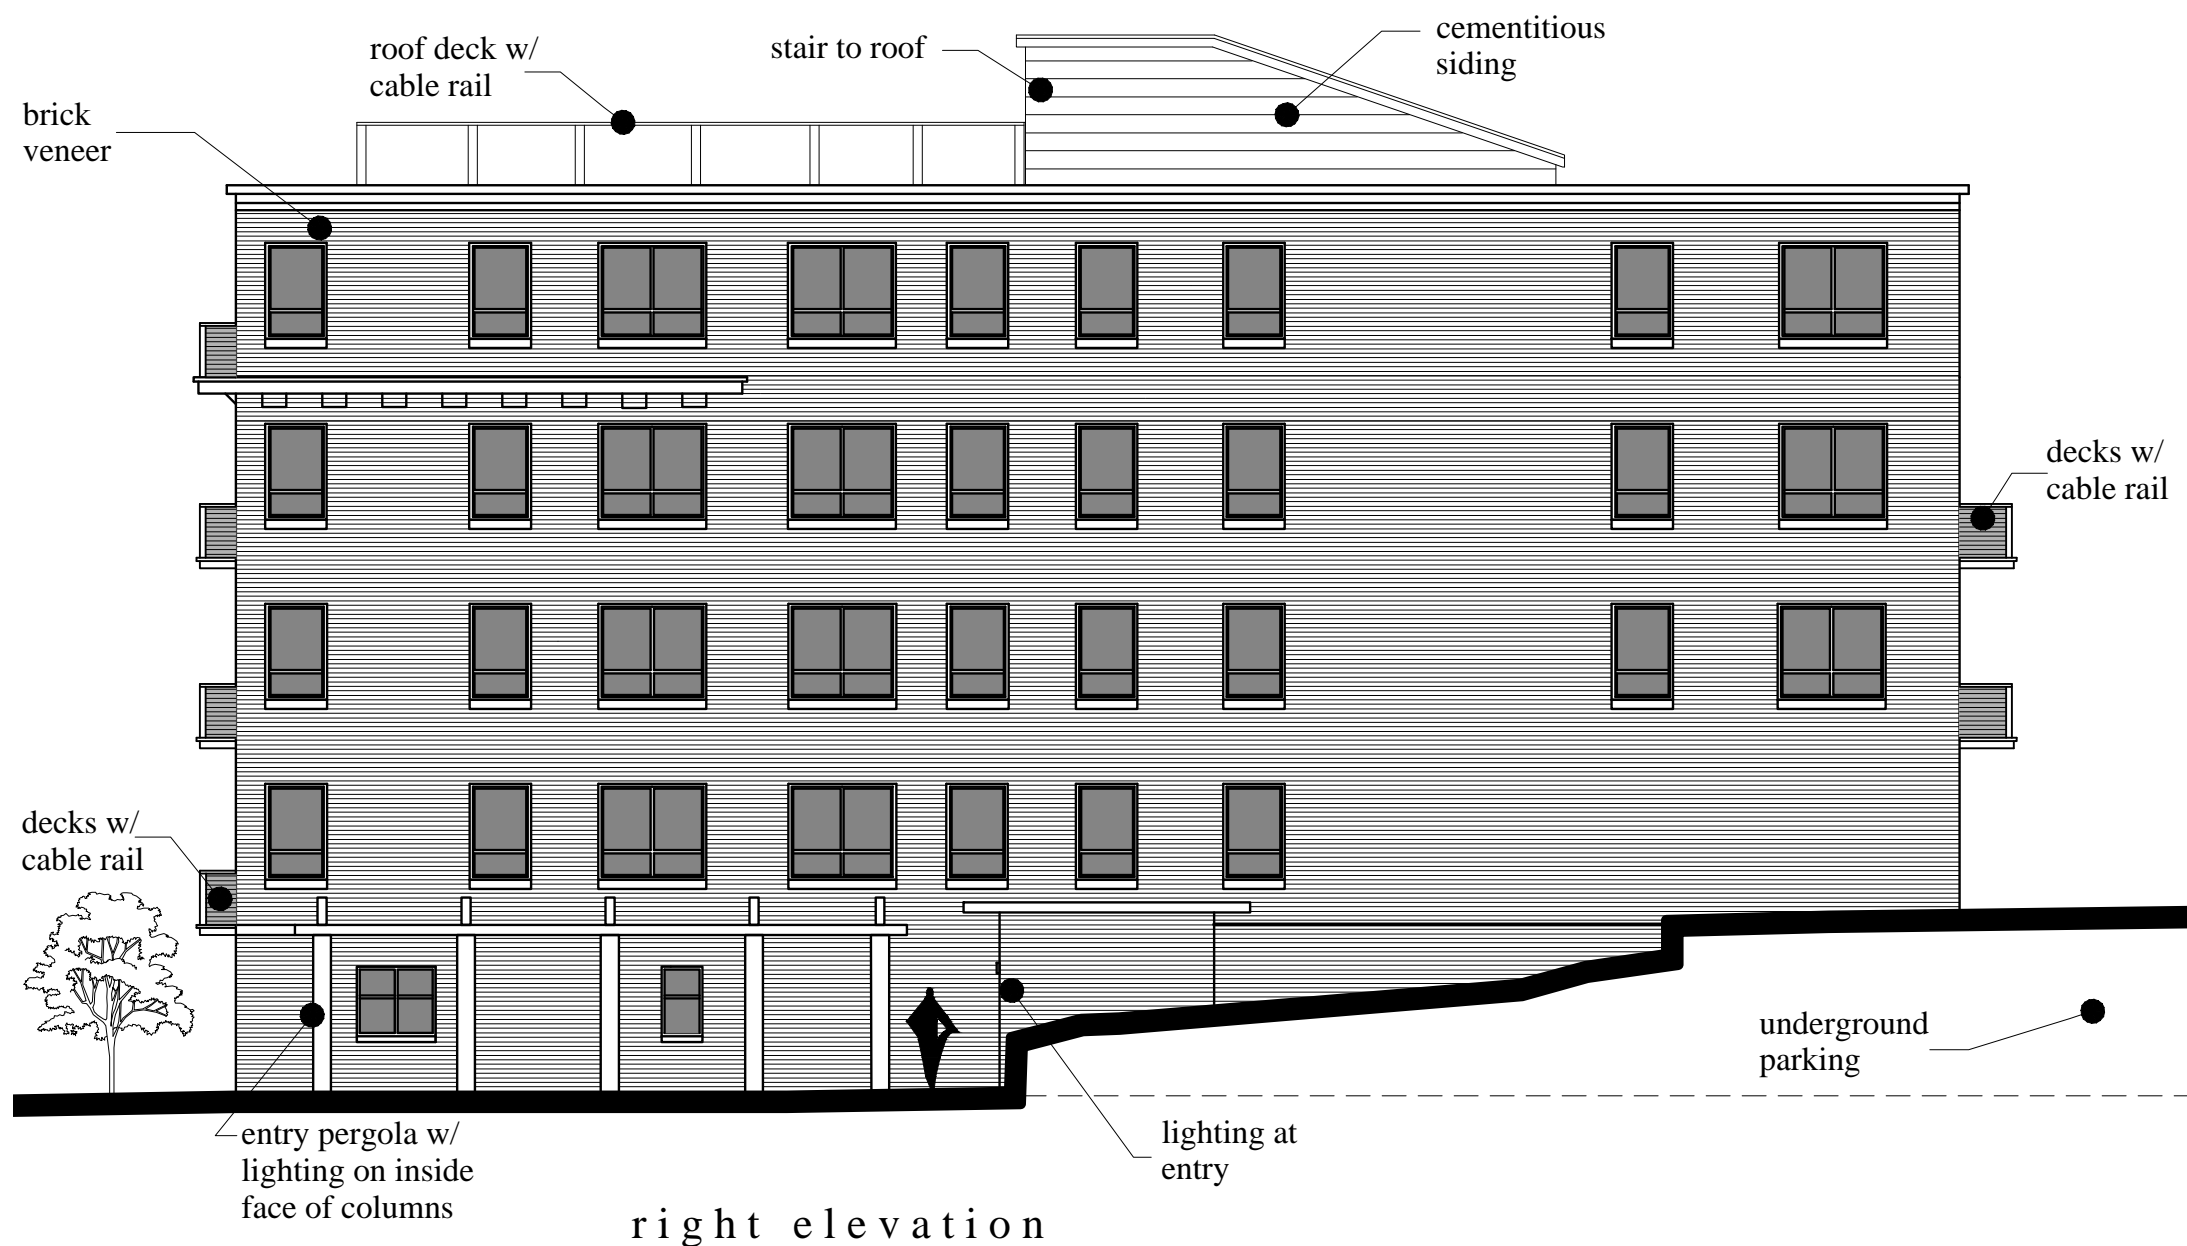 cementitious
siding
roof deck w/
cable rail
stair to roof
brick
veneer
decks w/
cable rail
decks w/
cable rail
underground
parking
entry pergola w/
lighting on inside
face of columns
lighting at
entry
right elevation